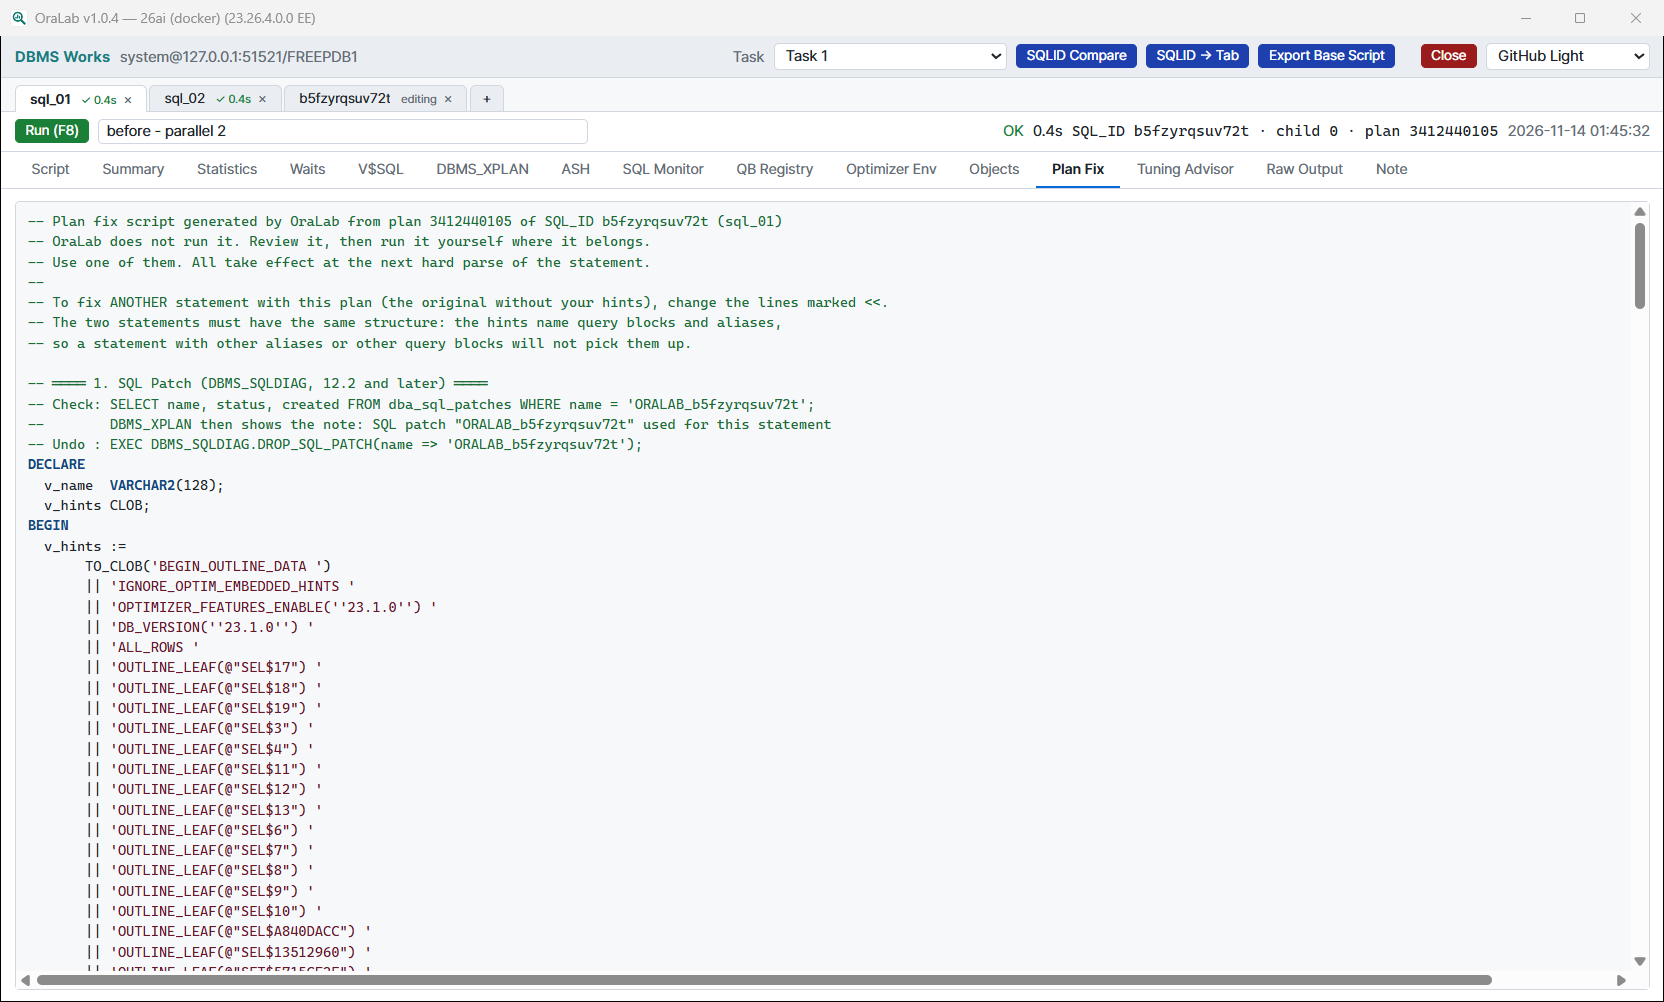 OraLab v1.0.4 — 26ai (docker) (23.26.4.0.0 EE)
DBMS Works system@127.0.0.1:51521/FREEPDB1 Task Task 1 SQLID Compare SQLID → Tab Export Base Script Close GitHub Light
sql_01 ✓ 0.4s × sql_02 ✓ 0.4s × b5fzyrqsuv72t editing × +
Run (F8) before - parallel 2 OK 0.4s SQL_ID b5fzyrqsuv72t · child 0 · plan 3412440105 2026-11-14 01:45:32
Script Summary Statistics Waits V$SQL DBMS_XPLAN ASH SQL Monitor QB Registry Optimizer Env Objects Plan Fix Tuning Advisor Raw Output Note
-- Plan fix script generated by OraLab from plan 3412440105 of SQL_ID b5fzyrqsuv72t (sql_01)
-- OraLab does not run it. Review it, then run it yourself where it belongs.
-- Use one of them. All take effect at the next hard parse of the statement.
--
-- To fix ANOTHER statement with this plan (the original without your hints), change the lines marked <<.
-- The two statements must have the same structure: the hints name query blocks and aliases,
-- so a statement with other aliases or other query blocks will not pick them up.
-- ════ 1. SQL Patch (DBMS_SQLDIAG, 12.2 and later) ════
-- Check: SELECT name, status, created FROM dba_sql_patches WHERE name = 'ORALAB_b5fzyrqsuv72t';
-- DBMS_XPLAN then shows the note: SQL patch "ORALAB_b5fzyrqsuv72t" used for this statement
-- Undo : EXEC DBMS_SQLDIAG.DROP_SQL_PATCH(name => 'ORALAB_b5fzyrqsuv72t');
DECLARE
v_name VARCHAR2(128);
v_hints CLOB;
BEGIN
v_hints :=
TO_CLOB('BEGIN_OUTLINE_DATA ')
|| 'IGNORE_OPTIM_EMBEDDED_HINTS '
|| 'OPTIMIZER_FEATURES_ENABLE(''23.1.0'') '
|| 'DB_VERSION(''23.1.0'') '
|| 'ALL_ROWS '
|| 'OUTLINE_LEAF(@"SEL$17") '
|| 'OUTLINE_LEAF(@"SEL$18") '
|| 'OUTLINE_LEAF(@"SEL$19") '
|| 'OUTLINE_LEAF(@"SEL$3") '
|| 'OUTLINE_LEAF(@"SEL$4") '
|| 'OUTLINE_LEAF(@"SEL$11") '
|| 'OUTLINE_LEAF(@"SEL$12") '
|| 'OUTLINE_LEAF(@"SEL$13") '
|| 'OUTLINE_LEAF(@"SEL$6") '
|| 'OUTLINE_LEAF(@"SEL$7") '
|| 'OUTLINE_LEAF(@"SEL$8") '
|| 'OUTLINE_LEAF(@"SEL$9") '
|| 'OUTLINE_LEAF(@"SEL$10") '
|| 'OUTLINE_LEAF(@"SEL$A840DACC") '
|| 'OUTLINE_LEAF(@"SEL$13512960") '